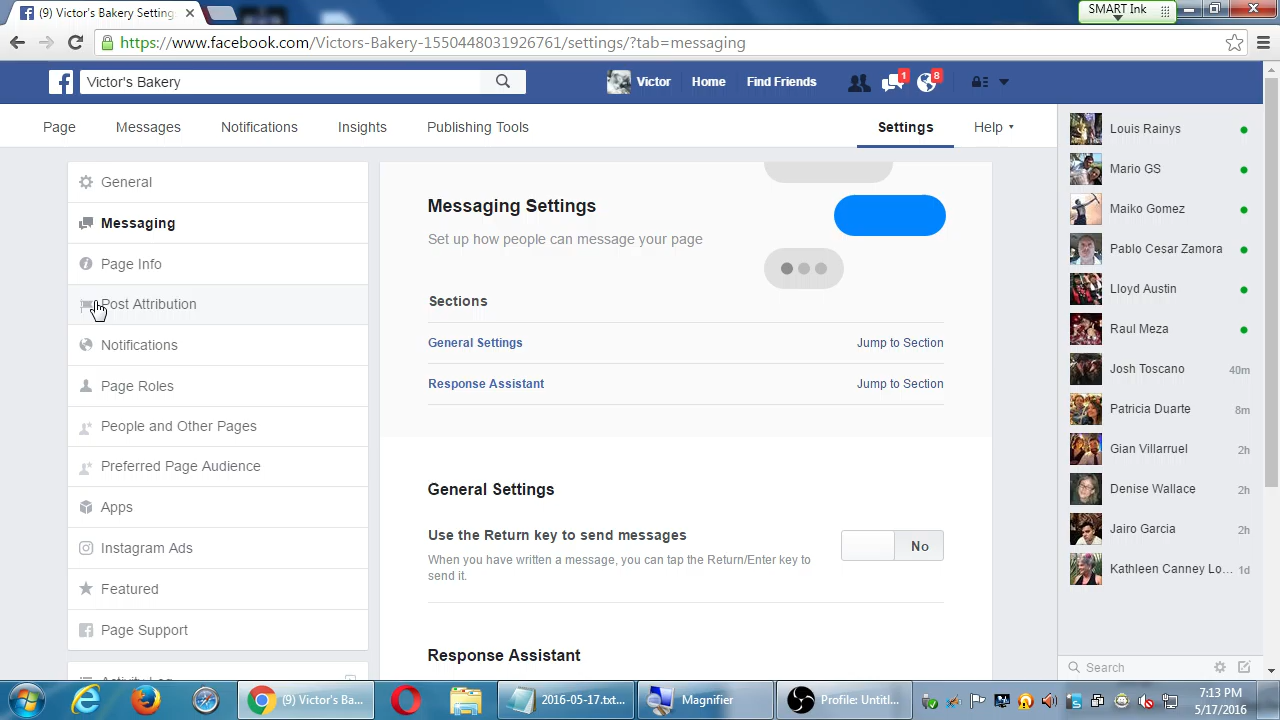 (9) Victor's Bakery Setting
SMART Ink
https://www.facebook.com/Victors-Bakery-1550448031926761/settings/?tab=messaging
Victor's Bakery
Victor
Home
Find Friends
1
8
Page
Messages
Notifications
Insights
Publishing Tools
Settings
Help
General
Messaging
Page Info
Post Attribution
Notifications
Page Roles
People and Other Pages
Preferred Page Audience
Apps
Instagram Ads
Featured
Page Support
Messaging Settings
Set up how people can message your page
Sections
General Settings
Jump to Section
Response Assistant
Jump to Section
General Settings
Use the Return key to send messages
When you have written a message, you can tap the Return/Enter key to
send it.
No
Response Assistant
Louis Rainys
Mario GS
Maiko Gomez
Pablo Cesar Zamora
Lloyd Austin
Raul Meza
Josh Toscano 40m
Patricia Duarte 8m
Gian Villarruel 2h
Denise Wallace 2h
Jairo Garcia 2h
Kathleen Canney Lo... 1d
Search
(9) Victor's Ba...
2016-05-17.txt...
Magnifier
Profile: Untitl...
7:13 PM
5/17/2016